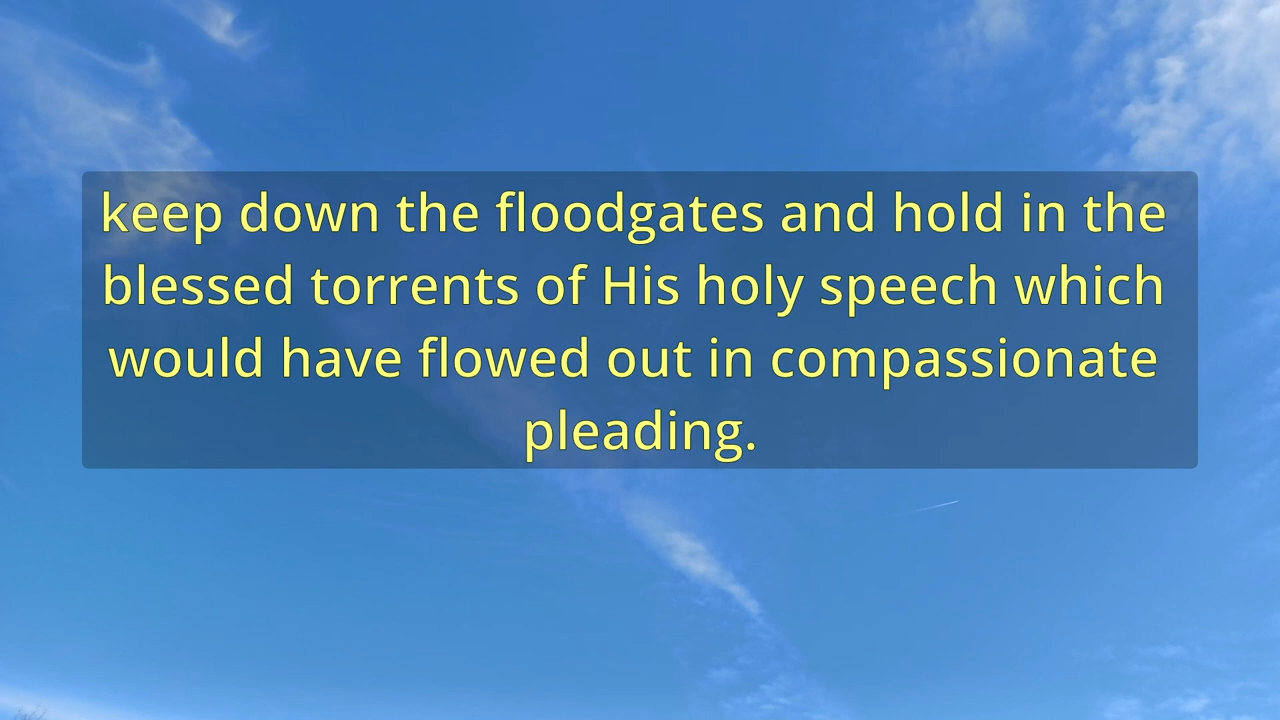 keep down the floodgates and hold in the
blessed torrents of His holy speech which
would have flowed out in compassionate
pleading.